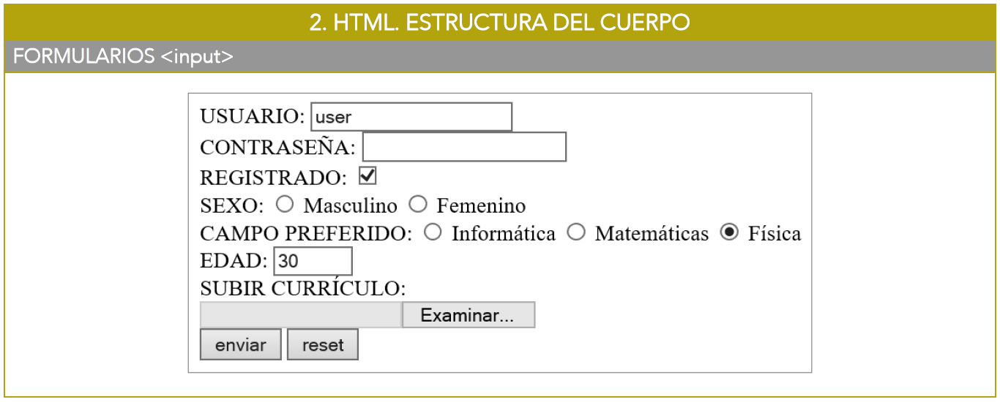 2. HTML. ESTRUCTURA DEL CUERPO
FORMULARIOS <input>
USUARIO: user
CONTRASEÑA:
REGISTRADO:
SEXO: Masculino Femenino
CAMPO PREFERIDO: Informática Matemáticas Física
EDAD: 30
SUBIR CURRÍCULO:
Examinar...
enviar reset